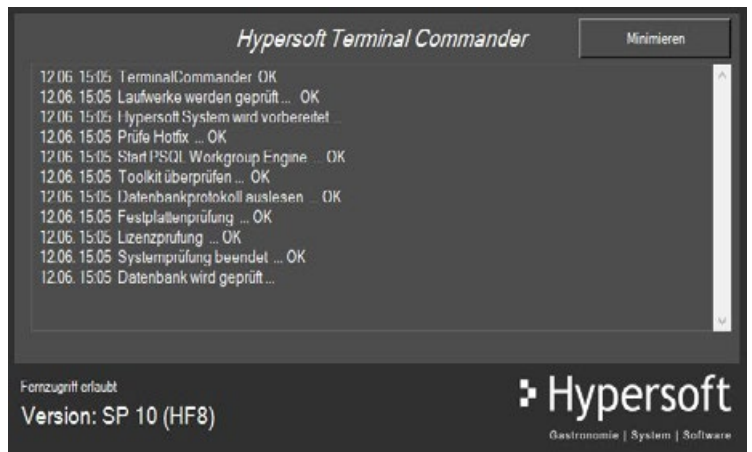 Hypersoft Terminal Commander
Minimieren
12.06. 15:05 TerminalCommander OK
12.06. 15:05 Laufwerke werden geprüft ... OK
12.06. 15:05 Hypersoft System wird vorbereitet ...
12.06. 15:05 Prüfe Hotfix ... OK
12.06. 15:05 Start PSQL Workgroup Engine ... OK
12.06. 15:05 Toolkit überprüfen ... OK
12.06. 15:05 Datenbankprotokoll auslesen ... OK
12.06. 15:05 Festplattenprüfung ... OK
12.06. 15:05 Lizenzprüfung ... OK
12.06. 15:05 Systemprüfung beendet ... OK
12.06. 15:05 Datenbank wird geprüft ...
Fernzugriff erlaubt
Version: SP 10 (HF8)
Hypersoft
Gastronomie | System | Software